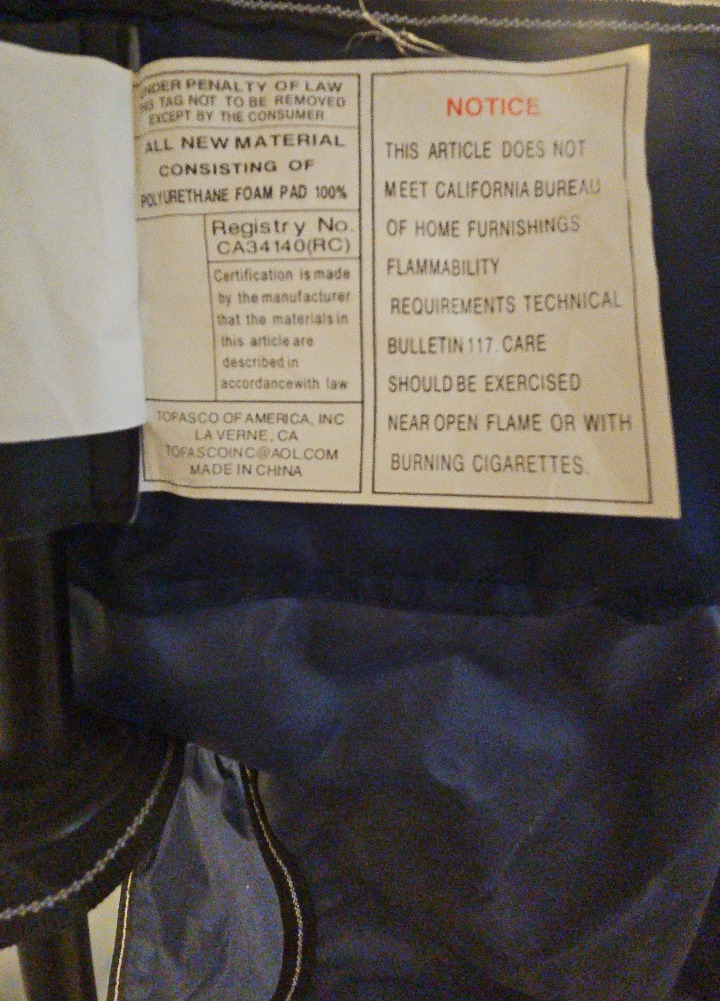 UNDER PENALTY OF LAW
THIS TAG NOT TO BE REMOVED
EXCEPT BY THE CONSUMER
ALL NEW MATERIAL
CONSISTING OF
POLYURETHANE FOAM PAD 100%
Registry No.
CA34140(RC)
Certification is made
by the manufacturer
that the materials in
this article are
described in
accordancewith law
TOFASCO OF AMERICA, INC
LA VERNE, CA
TOFASCOINC@AOL.COM
MADE IN CHINA
NOTICE
THIS ARTICLE DOES NOT
MEET CALIFORNIA BUREAU
OF HOME FURNISHINGS
FLAMMABILITY
REQUIREMENTS TECHNICAL
BULLETIN 117. CARE
SHOULD BE EXERCISED
NEAR OPEN FLAME OR WITH
BURNING CIGARETTES.